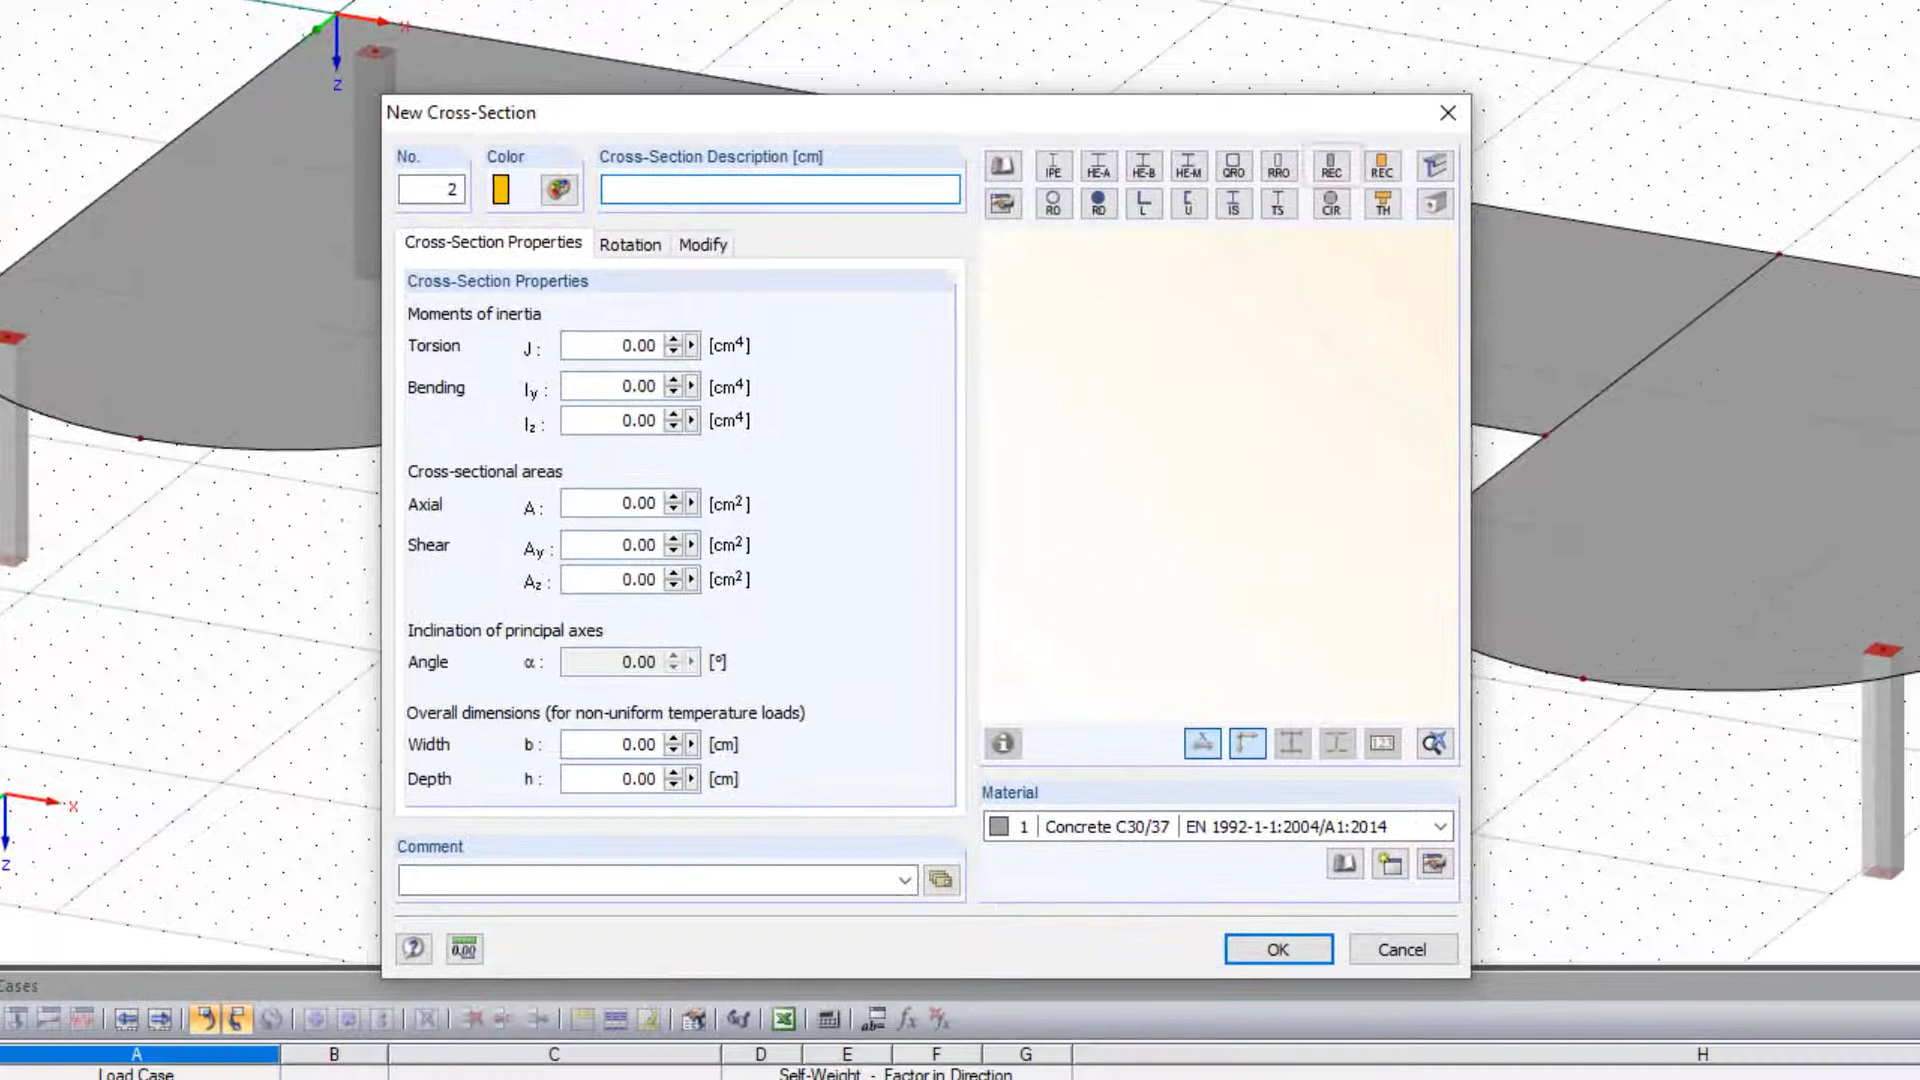 X
Z
New Cross-Section
No.
Color
Cross-Section Description [cm]
2
IPE
HE-A
HE-B
HE-M
QRO
RRO
REC
REC
RO
RD
L
U
IS
TS
CIR
TH
Cross-Section Properties
Rotation
Modify
Cross-Section Properties
Moments of inertia
Torsion J : 0.00 [cm4]
Bending Iy : 0.00 [cm4]
Iz : 0.00 [cm4]
Cross-sectional areas
Axial A : 0.00 [cm2]
Shear Ay : 0.00 [cm2]
Az : 0.00 [cm2]
Inclination of principal axes
Angle α : 0.00 [°]
Overall dimensions (for non-uniform temperature loads)
Width b : 0.00 [cm]
Depth h : 0.00 [cm]
123
Material
1 Concrete C30/37 EN 1992-1-1:2004/A1:2014
Comment
0.00
OK
Cancel
X
Z
Cases
A B C D E F G H
Load Case
Self-Weight - Factor in Direction